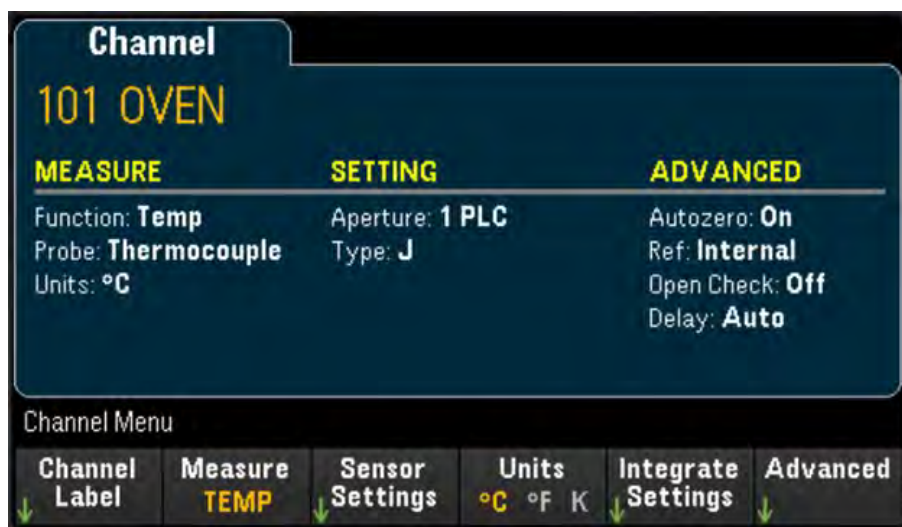 Channel
101 OVEN
MEASURE SETTING ADVANCED
Function: Temp Aperture: 1 PLC Autozero: On
Probe: Thermocouple Type: J Ref: Internal
Units: °C Open Check: Off
Delay: Auto
Channel Menu
Channel Measure Sensor Units Integrate Advanced
Label TEMP Settings °C °F K Settings